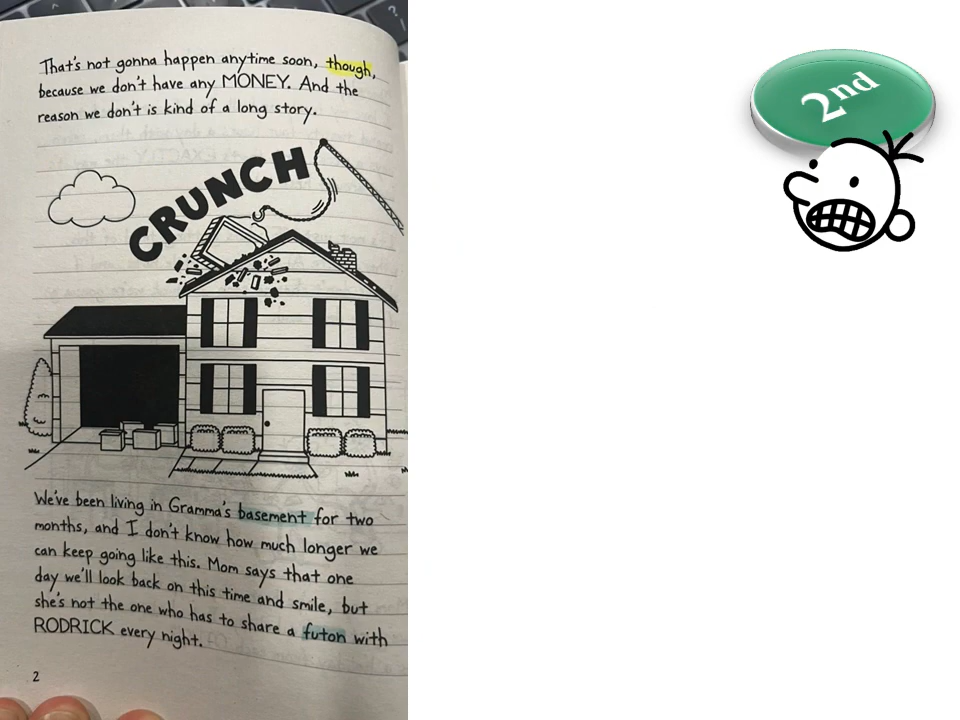 That's not gonna happen anytime soon, though,
because we don't have any MONEY. And the
reason we don't is kind of a long story.
CRUNCH
We've been living in Gramma's basement for two
months, and I don't know how much longer we
can keep going like this. Mom says that one
day we'll look back on this time and smile, but
she's not the one who has to share a futon with
RODRICK every night.
2
2nd